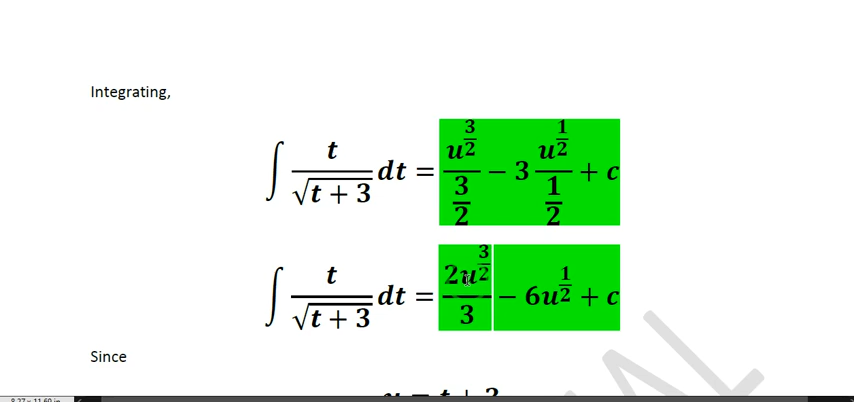 Integrating,
∫ t/√(t + 3) dt = u^(3/2)/(3/2) − 3 u^(1/2)/(1/2) + c
∫ t/√(t + 3) dt = 2u^(3/2)/3 − 6u^(1/2) + c
Since